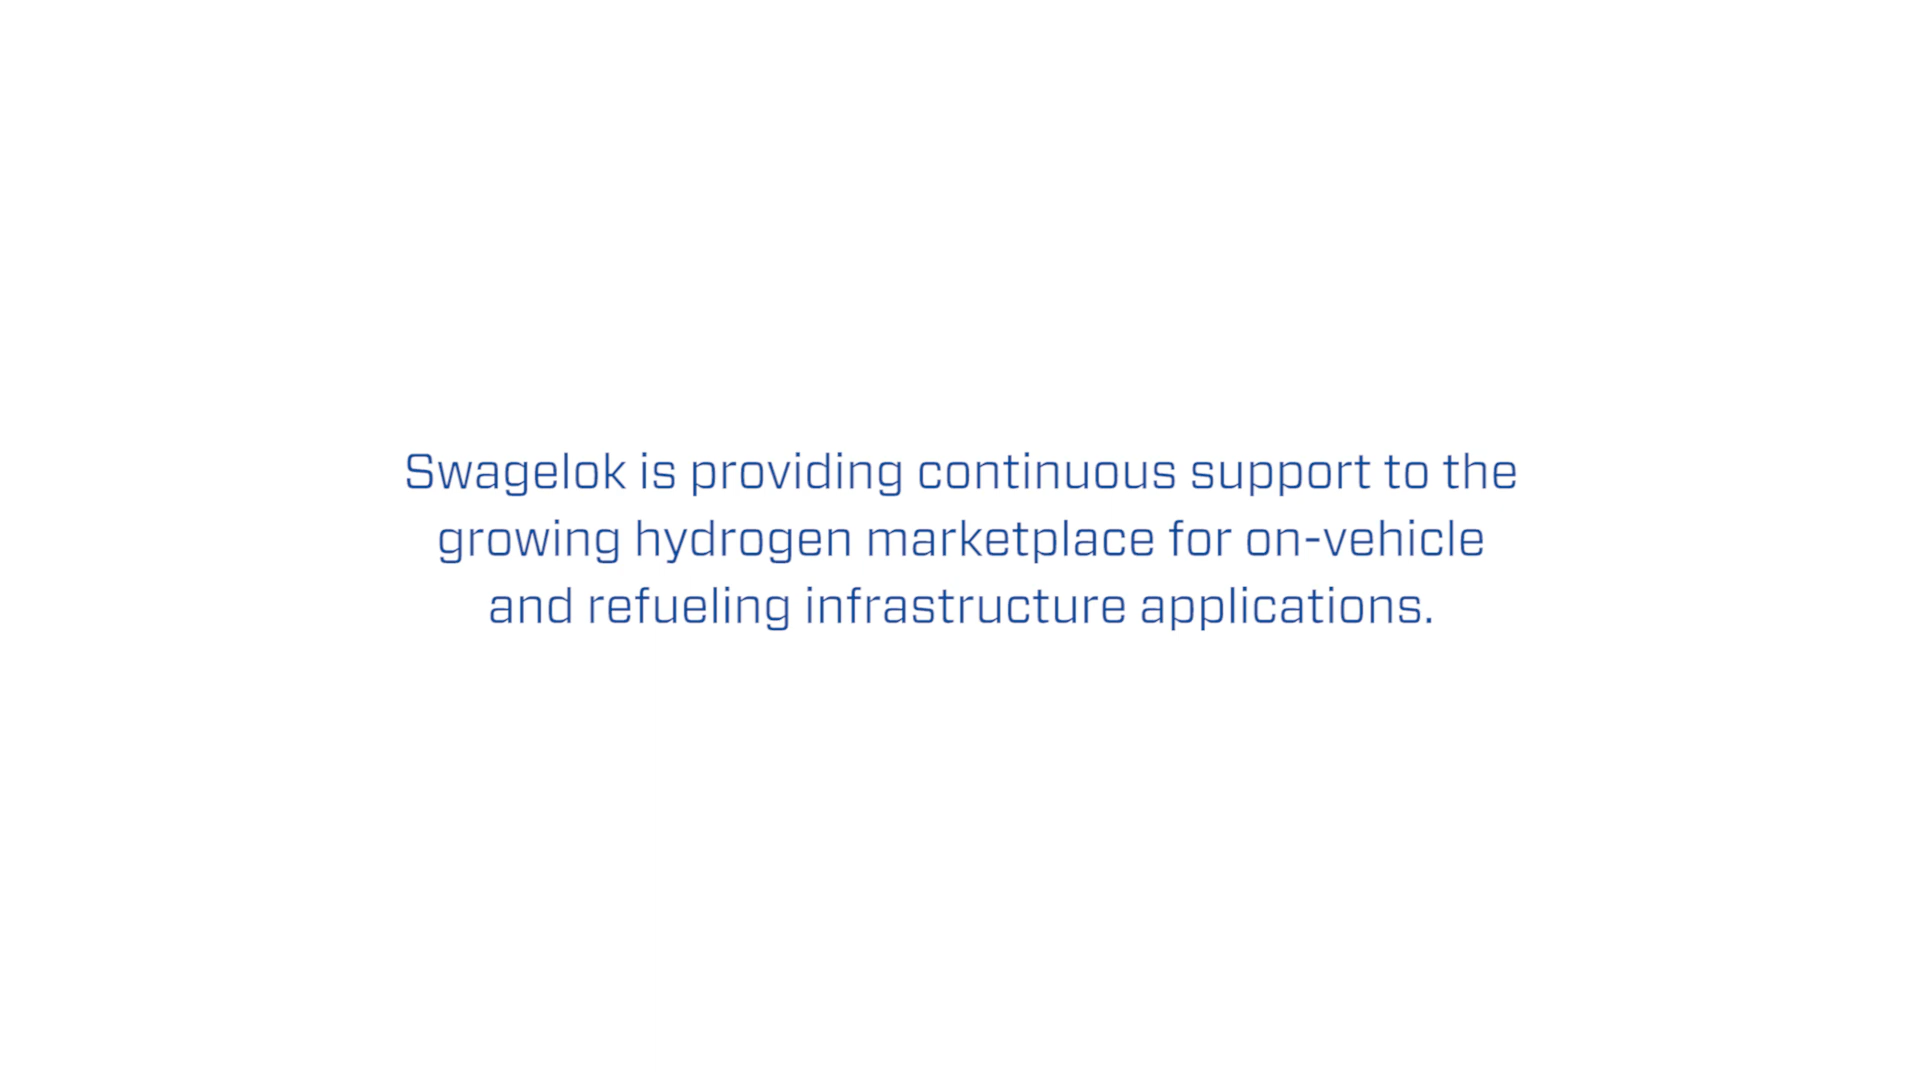 Swagelok is providing continuous support to the
growing hydrogen marketplace for on-vehicle
and refueling infrastructure applications.